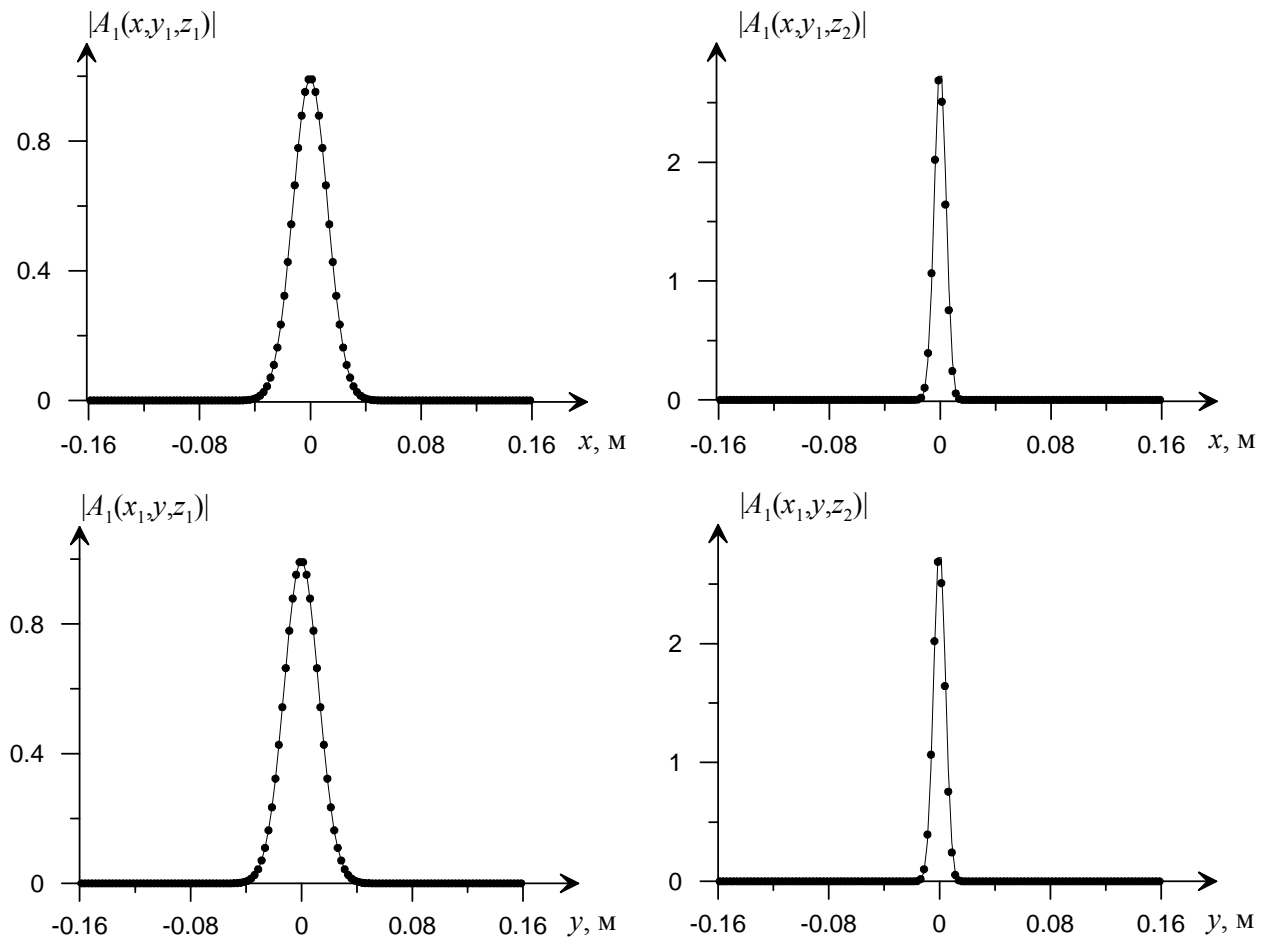 |A₁(x,y₁,z₁)|
0.8
0.4
0
-0.16 -0.08 0 0.08 0.16 x, м
|A₁(x,y₁,z₂)|
2
1
0
-0.16 -0.08 0 0.08 0.16 x, м
|A₁(x₁,y,z₁)|
0.8
0.4
0
-0.16 -0.08 0 0.08 0.16 y, м
|A₁(x₁,y,z₂)|
2
1
0
-0.16 -0.08 0 0.08 0.16 y, м